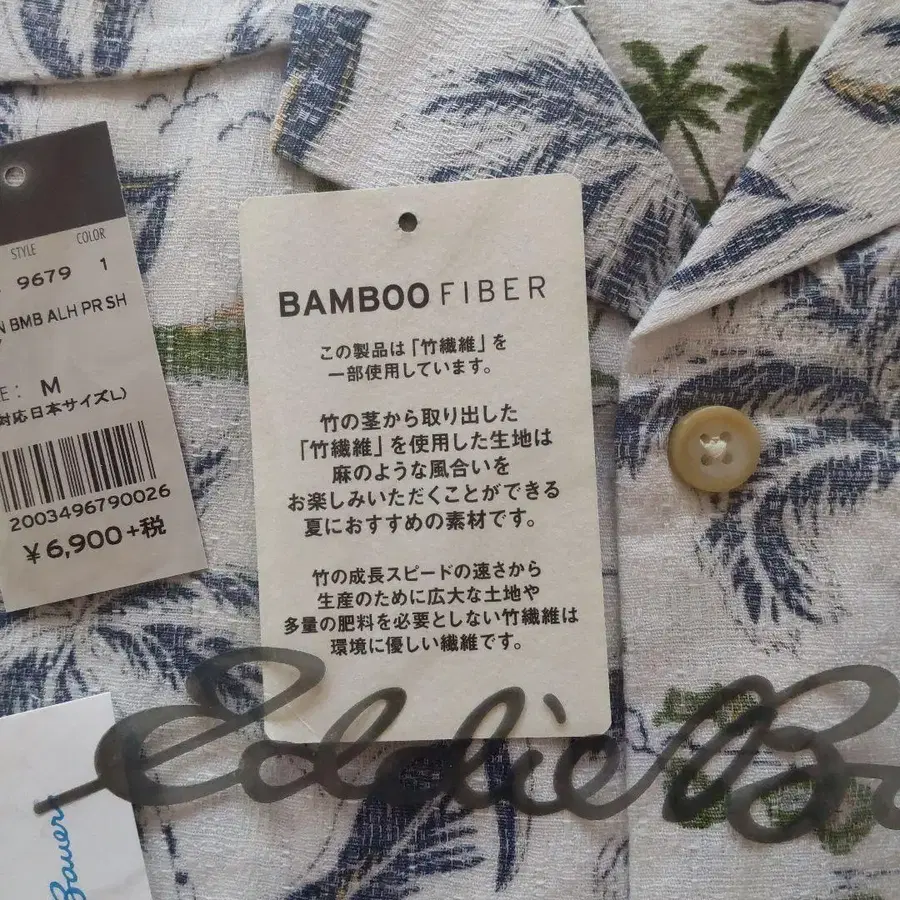 STYLE COLOR
9679 1
N BMB ALH PR SH
E: M
対応日本サイズL)
2003496790026
¥6,900+税
BAMBOO FIBER
この製品は「竹繊維」を
一部使用しています。
竹の茎から取り出した
「竹繊維」を使用した生地は
麻のような風合いを
お楽しみいただくことができる
夏におすすめの素材です。
竹の成長スピードの速さから
生産のために広大な土地や
多量の肥料を必要としない竹繊維は
環境に優しい繊維です。
Eddie Ba
Bauer